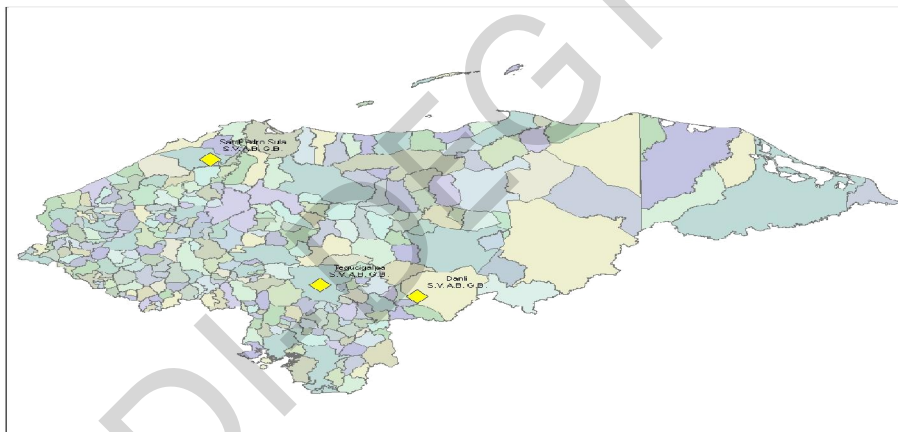 San Pedro Sula
S.V. A.B. G.B.
Tegucigalpa
S.V. A.B. G.B.
Danli
S.V. A.B. G.B.